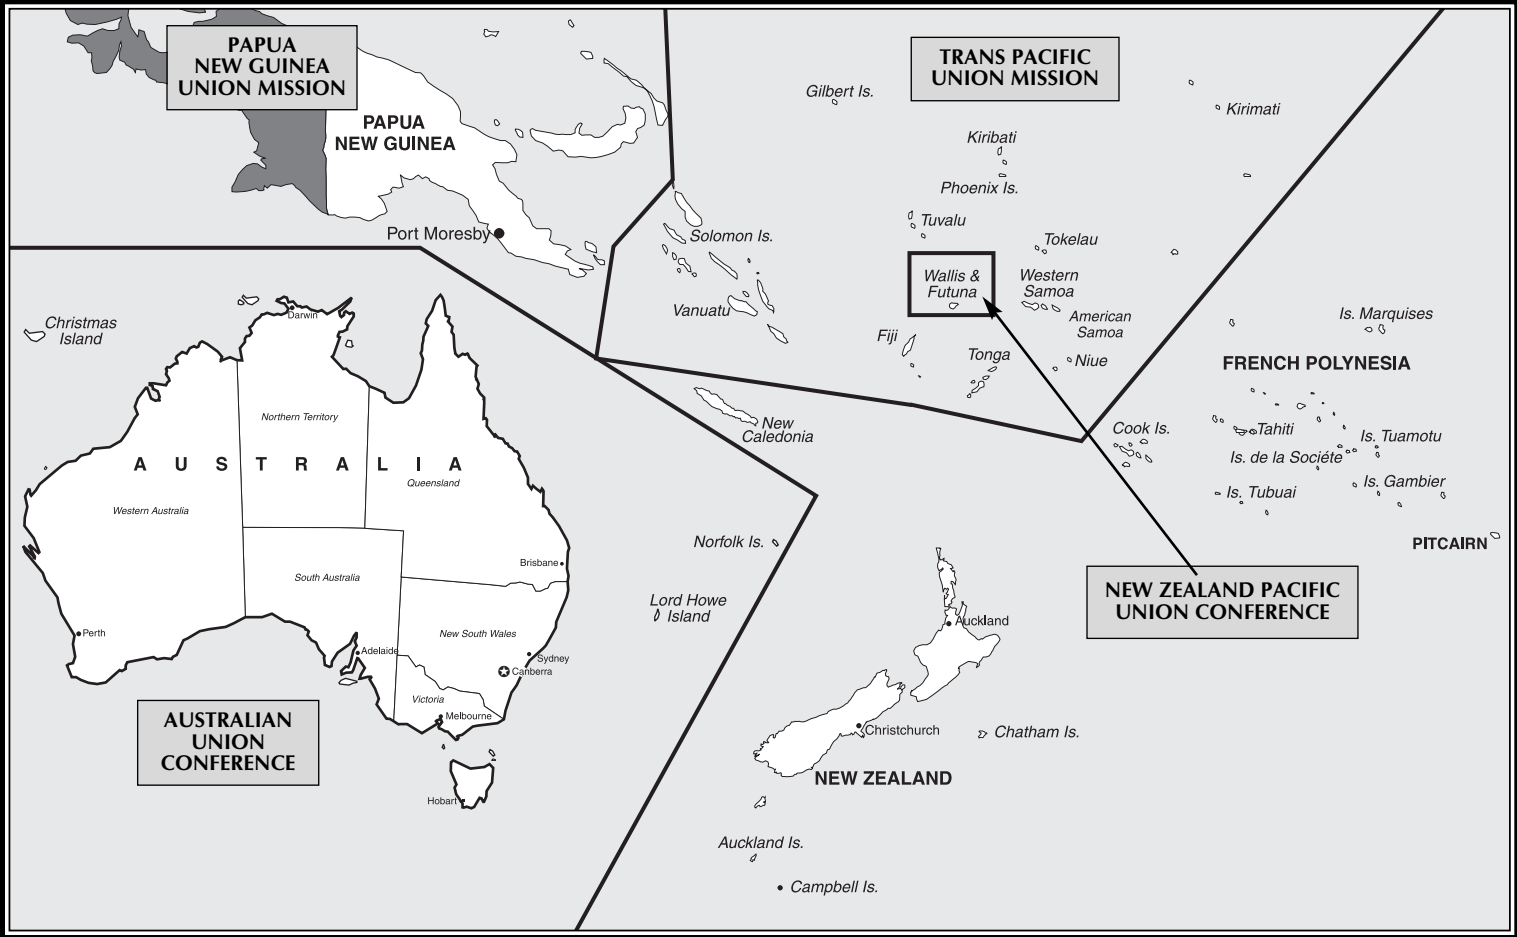 PAPUA
NEW GUINEA
UNION MISSION
TRANS PACIFIC
UNION MISSION
Gilbert Is.
Kirimati
PAPUA
NEW GUINEA
Kiribati
Phoenix Is.
Port Moresby
Solomon Is.
Tuvalu
Tokelau
Wallis &
Futuna
Western
Samoa
Vanuatu
American
Samoa
Fiji
Tonga
Niue
Is. Marquises
FRENCH POLYNESIA
Christmas
Island
Darwin
Northern Territory
New
Caledonia
Cook Is.
Tahiti
Is. Tuamotu
Is. de la Sociéte
Is. Gambier
Is. Tubuai
PITCAIRN
AUSTRALIA
Queensland
Western Australia
Norfolk Is.
Brisbane
South Australia
Lord Howe
Island
NEW ZEALAND PACIFIC
UNION CONFERENCE
Auckland
Perth
New South Wales
Adelaide
Sydney
Canberra
Victoria
Melbourne
AUSTRALIAN
UNION
CONFERENCE
Christchurch
Chatham Is.
NEW ZEALAND
Hobart
Auckland Is.
Campbell Is.